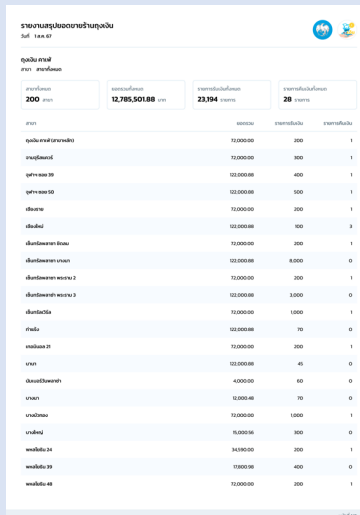 รายงานสรุปยอดขายร้านถุงเงิน
วันที่ 1 ส.ค. 67
ถุงเงิน คาเฟ่
สาขา สาขาทั้งหมด
สาขาทั้งหมด ยอดรวมทั้งหมด รายการรับเงินทั้งหมด รายการคืนเงินทั้งหมด
200 สาขา 12,785,501.88 บาท 23,194 รายการ 28 รายการ
สาขา ยอดรวม รายการรับเงิน รายการคืนเงิน
ถุงเงิน คาเฟ่ (สาขาหลัก) 72,000.00 200 1
จามจุรีสแควร์ 72,000.00 300 1
จุฬาฯ ซอย 39 122,000.88 400 1
จุฬาฯ ซอย 50 122,000.88 500 1
เชียงราย 72,000.00 200 1
เชียงใหม่ 122,000.88 100 3
เซ็นทรัลพลาซา ชิดลม 72,000.00 200 1
เซ็นทรัลพลาซา บางนา 122,000.88 8,000 0
เซ็นทรัลพลาซา พระราม 2 72,000.00 200 1
เซ็นทรัลพลาซา พระราม 3 122,000.88 3,000 0
เซ็นทรัลเวิร์ล 72,000.00 1,000 1
ท่าแร้ง 122,000.88 70 0
เทอมินอล 21 72,000.00 200 1
นานา 122,000.88 45 0
4,000.00 60 0
บางนา 12,000.48 70 0
บางบัวทอง 72,000.00 1,000 1
บางใหญ่ 15,000.56 300 0
พหลโยธิน 24 34,590.00 200 1
พหลโยธิน 39 17,800.98 400 0
พหลโยธิน 48 72,000.00 200 1